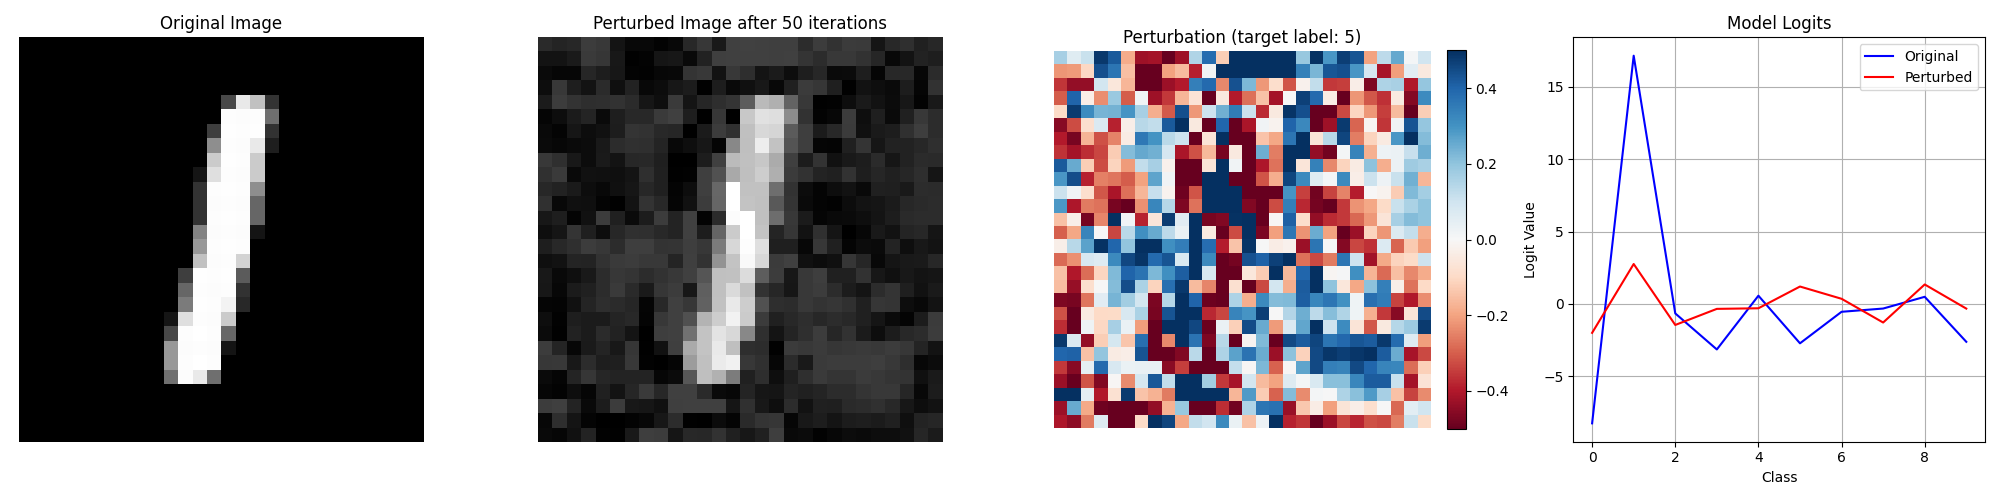 Original Image
Perturbed Image after 50 iterations
Perturbation (target label: 5)
0.4
0.2
0.0
−0.2
−0.4
Model Logits
Original
Perturbed
Logit Value
15
10
5
0
−5
0 2 4 6 8
Class